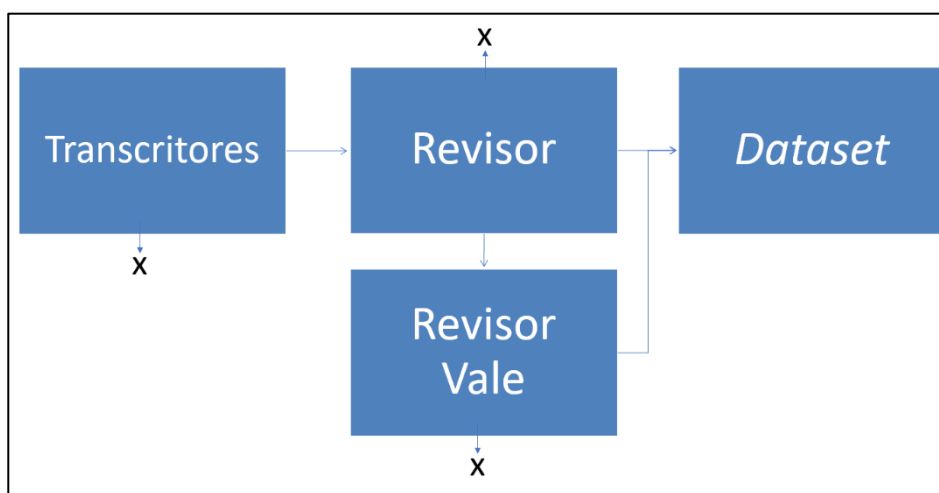 X
Transcritores
Revisor
Dataset
X
Revisor
Vale
X